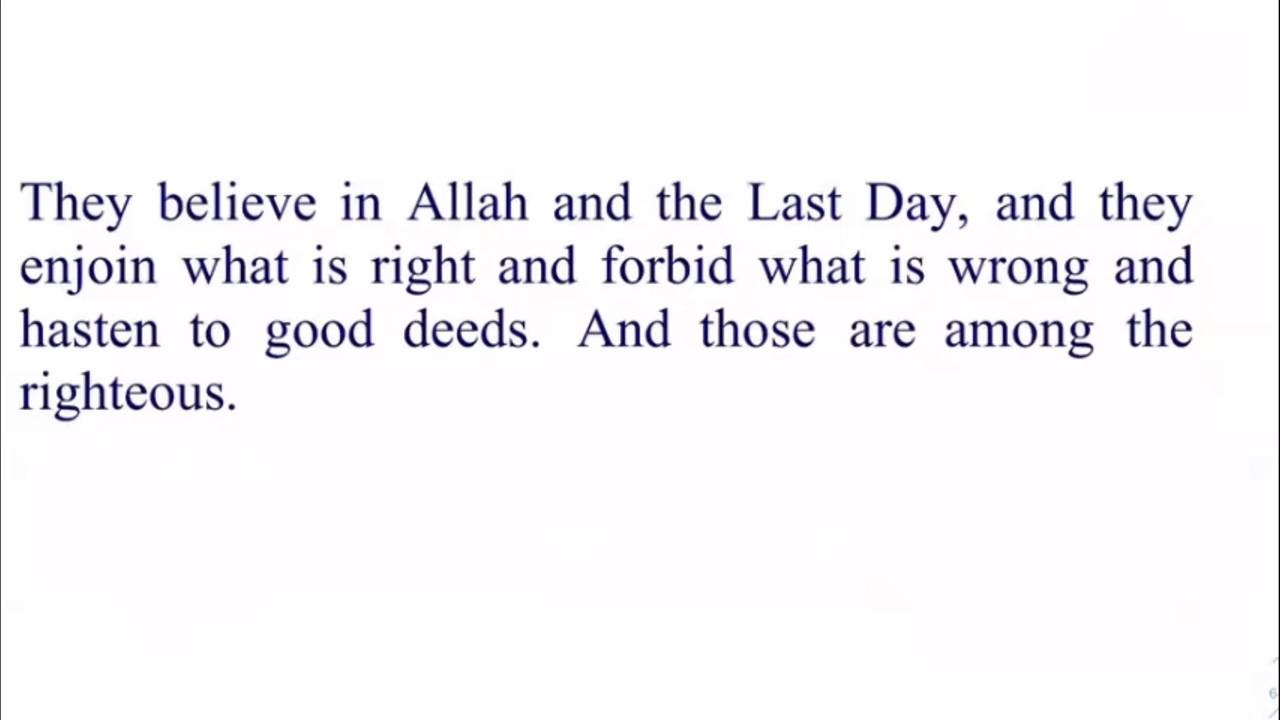 They believe in Allah and the Last Day, and they
enjoin what is right and forbid what is wrong and
hasten to good deeds. And those are among the
righteous.